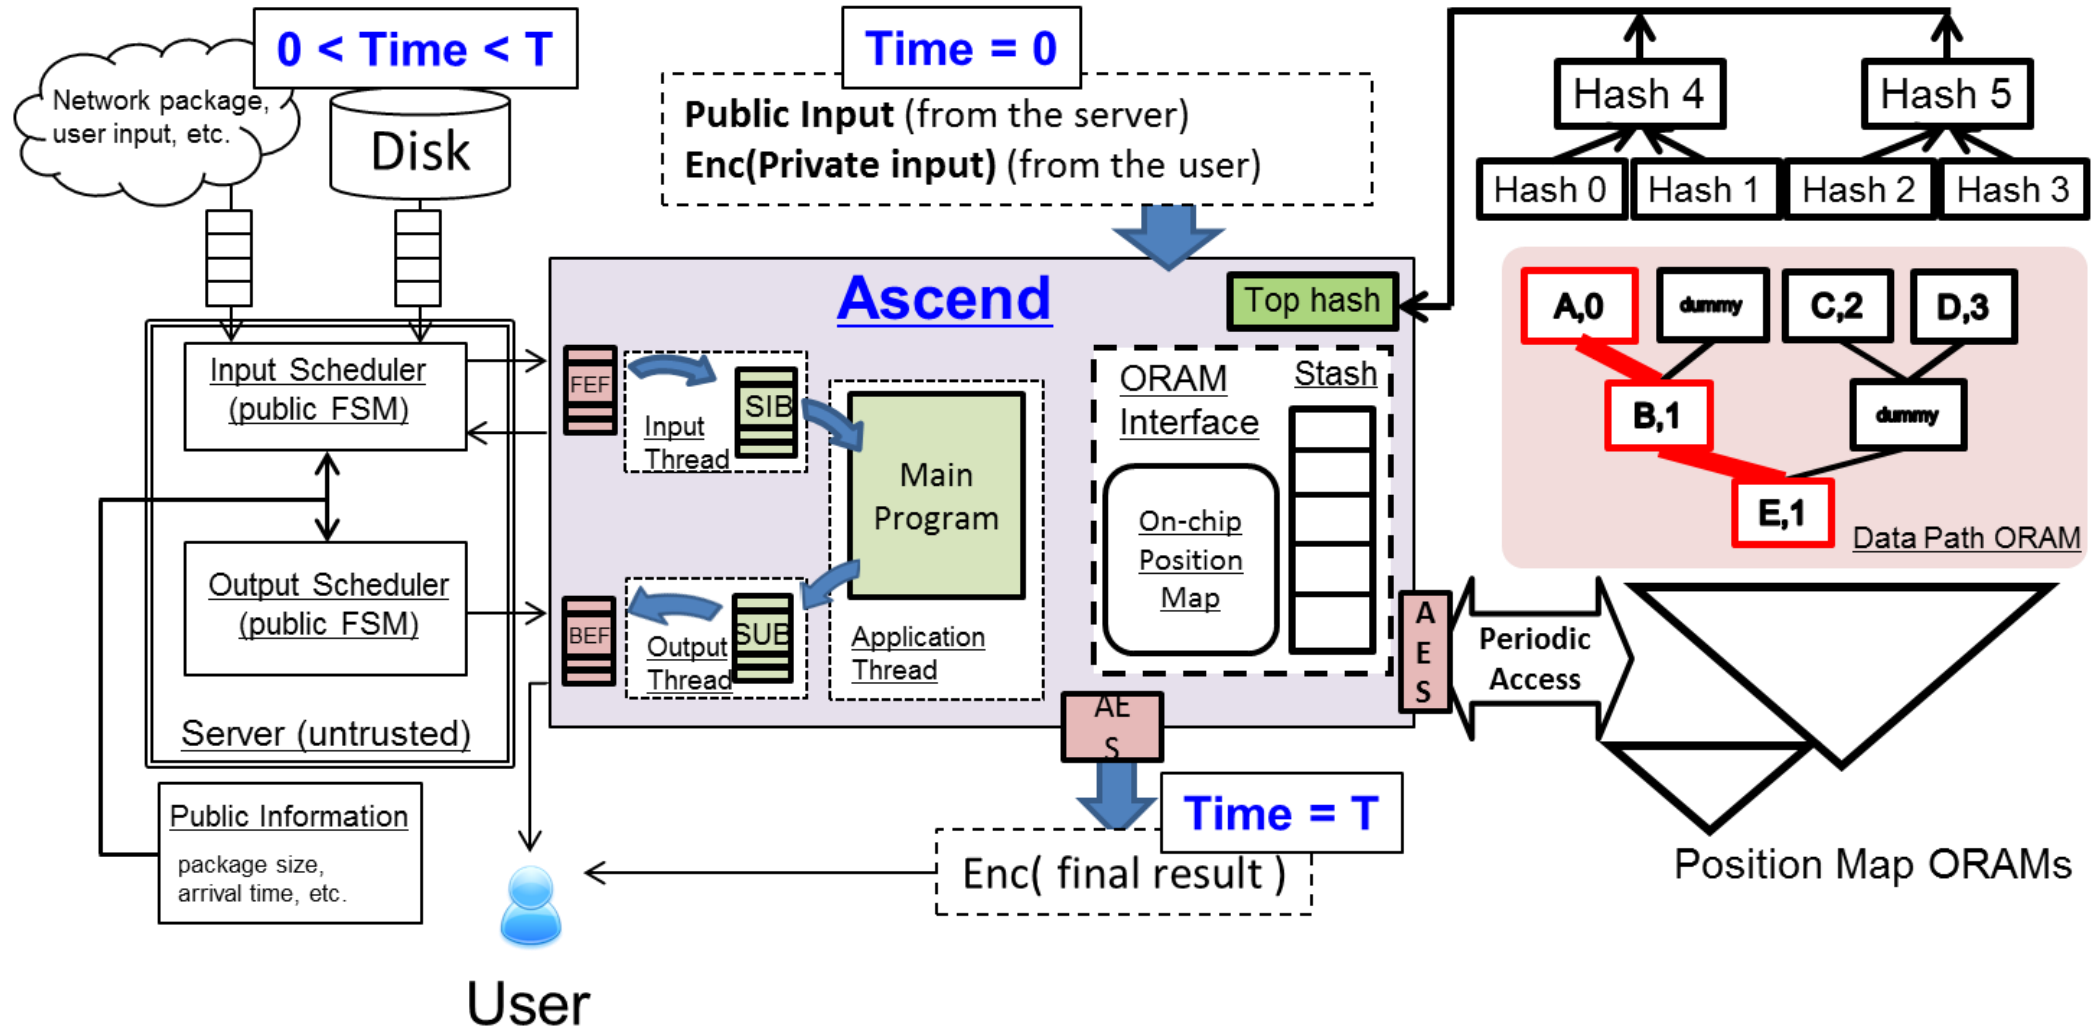 0 < Time < T
Network package,
user input, etc.
Disk
Time = 0
Public Input (from the server)
Enc(Private input) (from the user)
Hash 4
Hash 5
Hash 0
Hash 1
Hash 2
Hash 3
Ascend
Top hash
A,0
dummy
C,2
D,3
B,1
dummy
E,1
Data Path ORAM
Input Scheduler
(public FSM)
Output Scheduler
(public FSM)
Server (untrusted)
FEF
SIB
Input
Thread
Main
Program
BEF
SUB
Output
Thread
Application
Thread
ORAM
Interface
Stash
On-chip
Position
Map
A
E
S
Periodic
Access
AE
S
Position Map ORAMs
Public Information
package size,
arrival time, etc.
Time = T
Enc( final result )
User